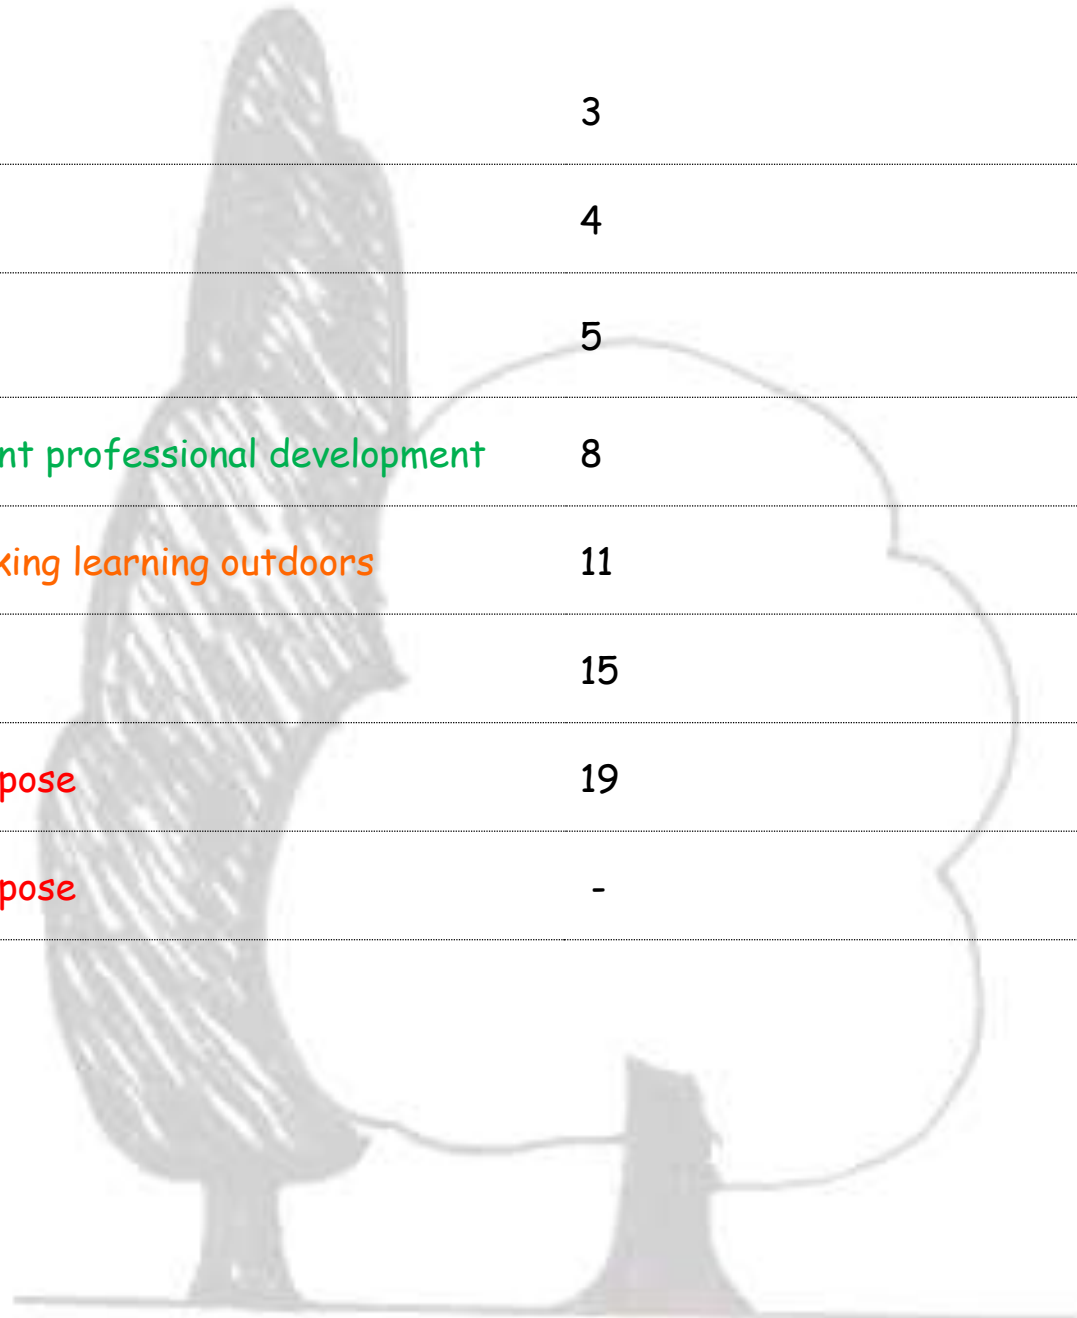 3
4
5
nt professional development 8
king learning outdoors 11
15
pose 19
pose -